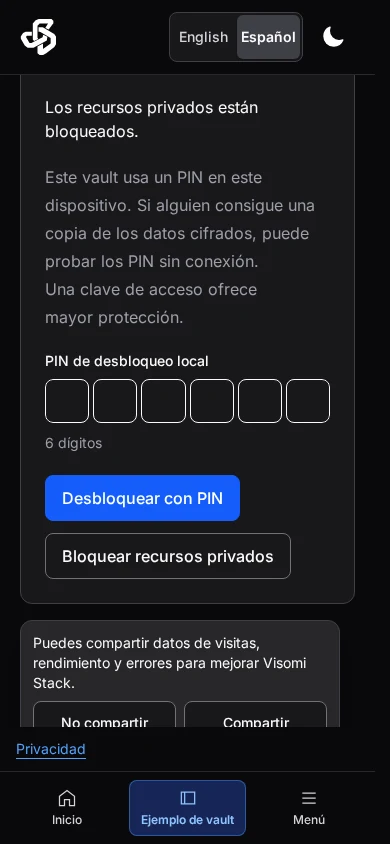 English Español
Los recursos privados están
bloqueados.
Este vault usa un PIN en este
dispositivo. Si alguien consigue una
copia de los datos cifrados, puede
probar los PIN sin conexión.
Una clave de acceso ofrece
mayor protección.
PIN de desbloqueo local
6 dígitos
Desbloquear con PIN
Bloquear recursos privados
Puedes compartir datos de visitas,
rendimiento y errores para mejorar Visomi
Stack.
No compartir Compartir
Privacidad
Inicio Ejemplo de vault Menú